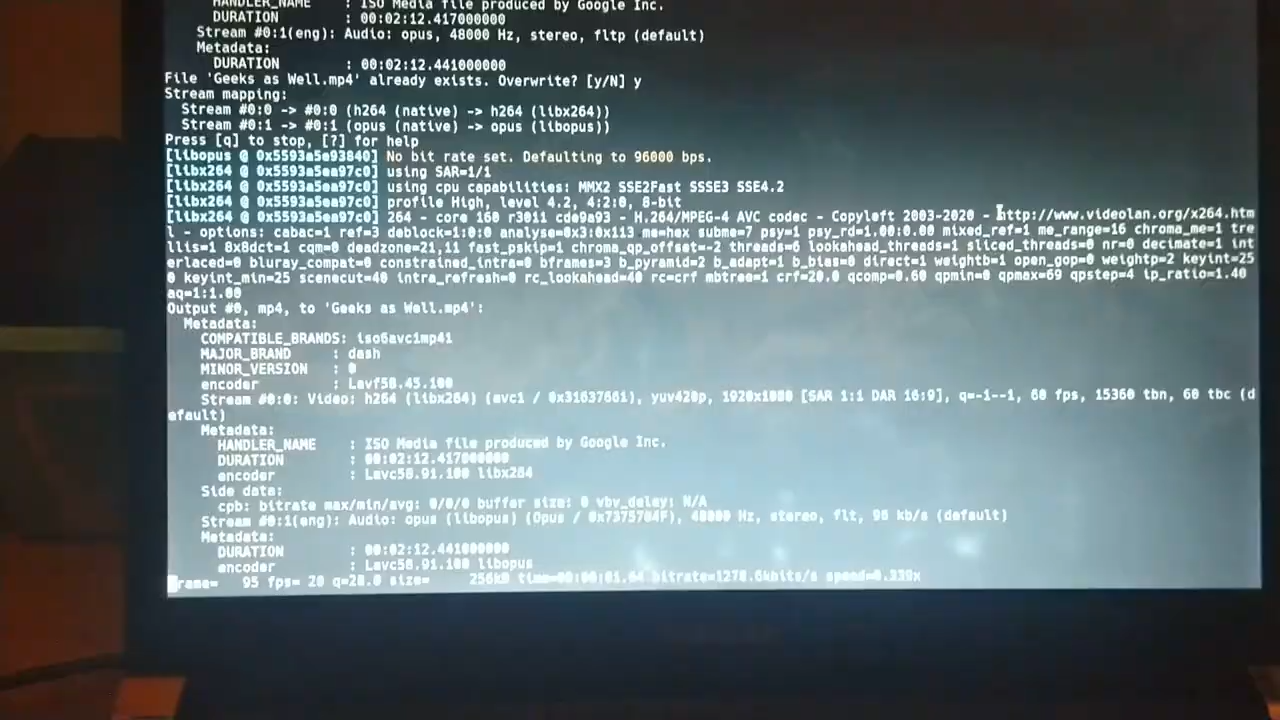 HANDLER_NAME : ISO Media file produced by Google Inc.
DURATION : 00:02:12.417000000
Stream #0:1(eng): Audio: opus, 48000 Hz, stereo, fltp (default)
Metadata:
DURATION : 00:02:12.441000000
File 'Geeks as Well.mp4' already exists. Overwrite? [y/N] y
Stream mapping:
Stream #0:0 -> #0:0 (h264 (native) -> h264 (libx264))
Stream #0:1 -> #0:1 (opus (native) -> opus (libopus))
Press [q] to stop, [?] for help
[libopus @ 0x5593a5e93840] No bit rate set. Defaulting to 96000 bps.
[libx264 @ 0x5593a5ea97c0] using SAR=1/1
[libx264 @ 0x5593a5ea97c0] using cpu capabilities: MMX2 SSE2Fast SSSE3 SSE4.2
[libx264 @ 0x5593a5ea97c0] profile High, level 4.2, 4:2:0, 8-bit
[libx264 @ 0x5593a5ea97c0] 264 - core 160 r3011 cde9a93 - H.264/MPEG-4 AVC codec - Copyleft 2003-2020 - http://www.videolan.org/x264.htm
l - options: cabac=1 ref=3 deblock=1:0:0 analyse=0x3:0x113 me=hex subme=7 psy=1 psy_rd=1.00:0.00 mixed_ref=1 me_range=16 chroma_me=1 tre
llis=1 8x8dct=1 cqm=0 deadzone=21,11 fast_pskip=1 chroma_qp_offset=-2 threads=6 lookahead_threads=1 sliced_threads=0 nr=0 decimate=1 int
erlaced=0 bluray_compat=0 constrained_intra=0 bframes=3 b_pyramid=2 b_adapt=1 b_bias=0 direct=1 weightb=1 open_gop=0 weightp=2 keyint=25
0 keyint_min=25 scenecut=40 intra_refresh=0 rc_lookahead=40 rc=crf mbtree=1 crf=20.0 qcomp=0.60 qpmin=0 qpmax=69 qpstep=4 ip_ratio=1.40
aq=1:1.00
Output #0, mp4, to 'Geeks as Well.mp4':
Metadata:
COMPATIBLE_BRANDS: iso6avc1mp41
MAJOR_BRAND : dash
MINOR_VERSION : 0
encoder : Lavf58.45.100
Stream #0:0: Video: h264 (libx264) (avc1 / 0x31637661), yuv420p, 1920x1080 [SAR 1:1 DAR 16:9], q=-1--1, 60 fps, 15360 tbn, 60 tbc (d
efault)
Metadata:
HANDLER_NAME : ISO Media file produced by Google Inc.
DURATION : 00:02:12.417000000
encoder : Lavc58.91.100 libx264
Side data:
cpb: bitrate max/min/avg: 0/0/0 buffer size: 0 vbv_delay: N/A
Stream #0:1(eng): Audio: opus (libopus) (Opus / 0x7375704F), 48000 Hz, stereo, flt, 96 kb/s (default)
Metadata:
DURATION : 00:02:12.441000000
encoder : Lavc58.91.100 libopus
frame= 95 fps= 20 q=28.0 size= 256kB time=00:00:01.64 bitrate=1278.6kbits/s speed=0.339x